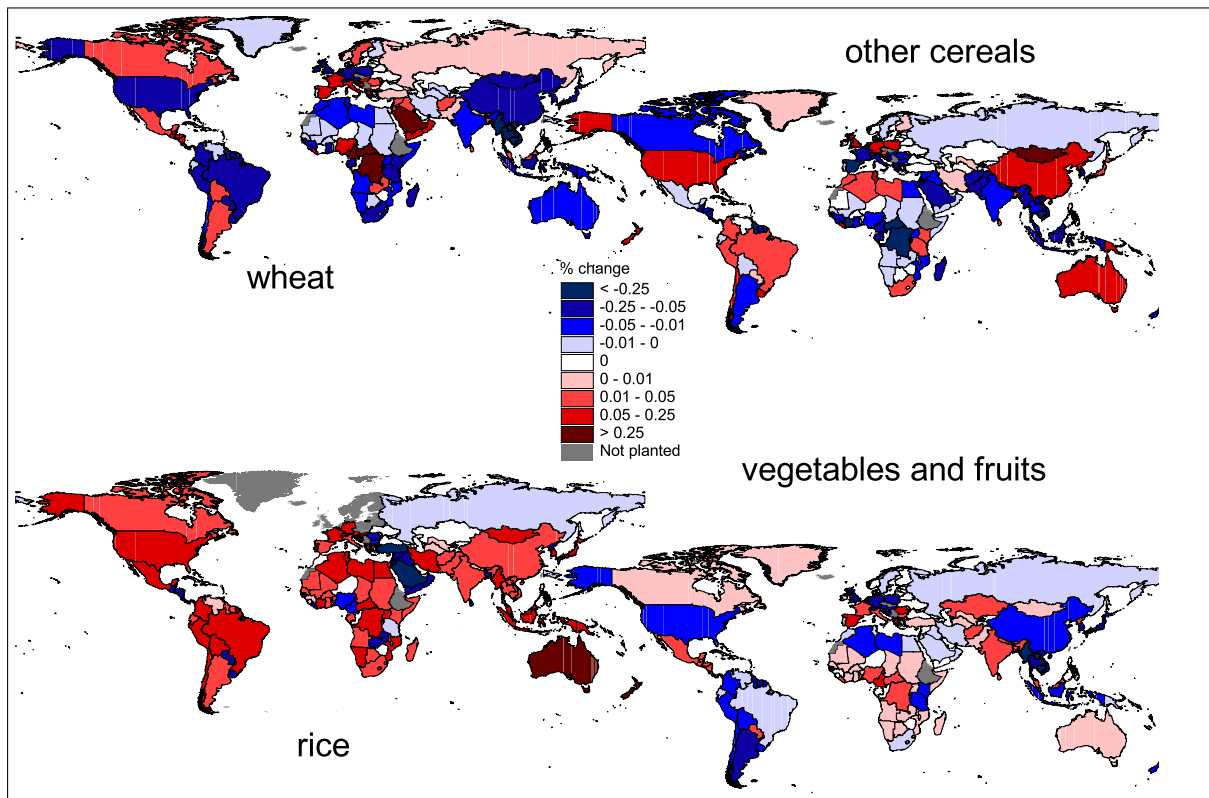 other cereals
wheat
% change
< -0.25
-0.25 - -0.05
-0.05 - -0.01
-0.01 - 0
0
0 - 0.01
0.01 - 0.05
0.05 - 0.25
> 0.25
Not planted
vegetables and fruits
rice